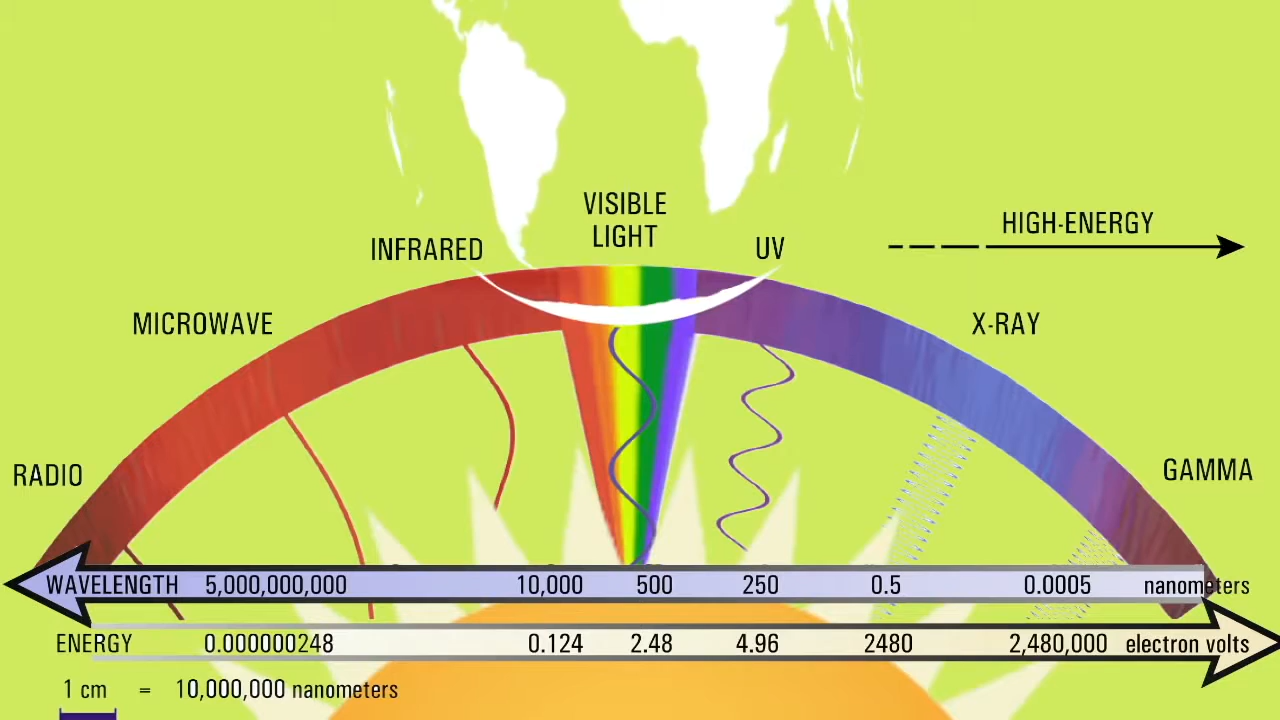 VISIBLE
LIGHT
INFRARED
UV
HIGH-ENERGY
MICROWAVE
X-RAY
RADIO
GAMMA
WAVELENGTH 5,000,000,000 10,000 500 250 0.5 0.0005 nanometers
ENERGY 0.000000248 0.124 2.48 4.96 2480 2,480,000 electron volts
1 cm = 10,000,000 nanometers